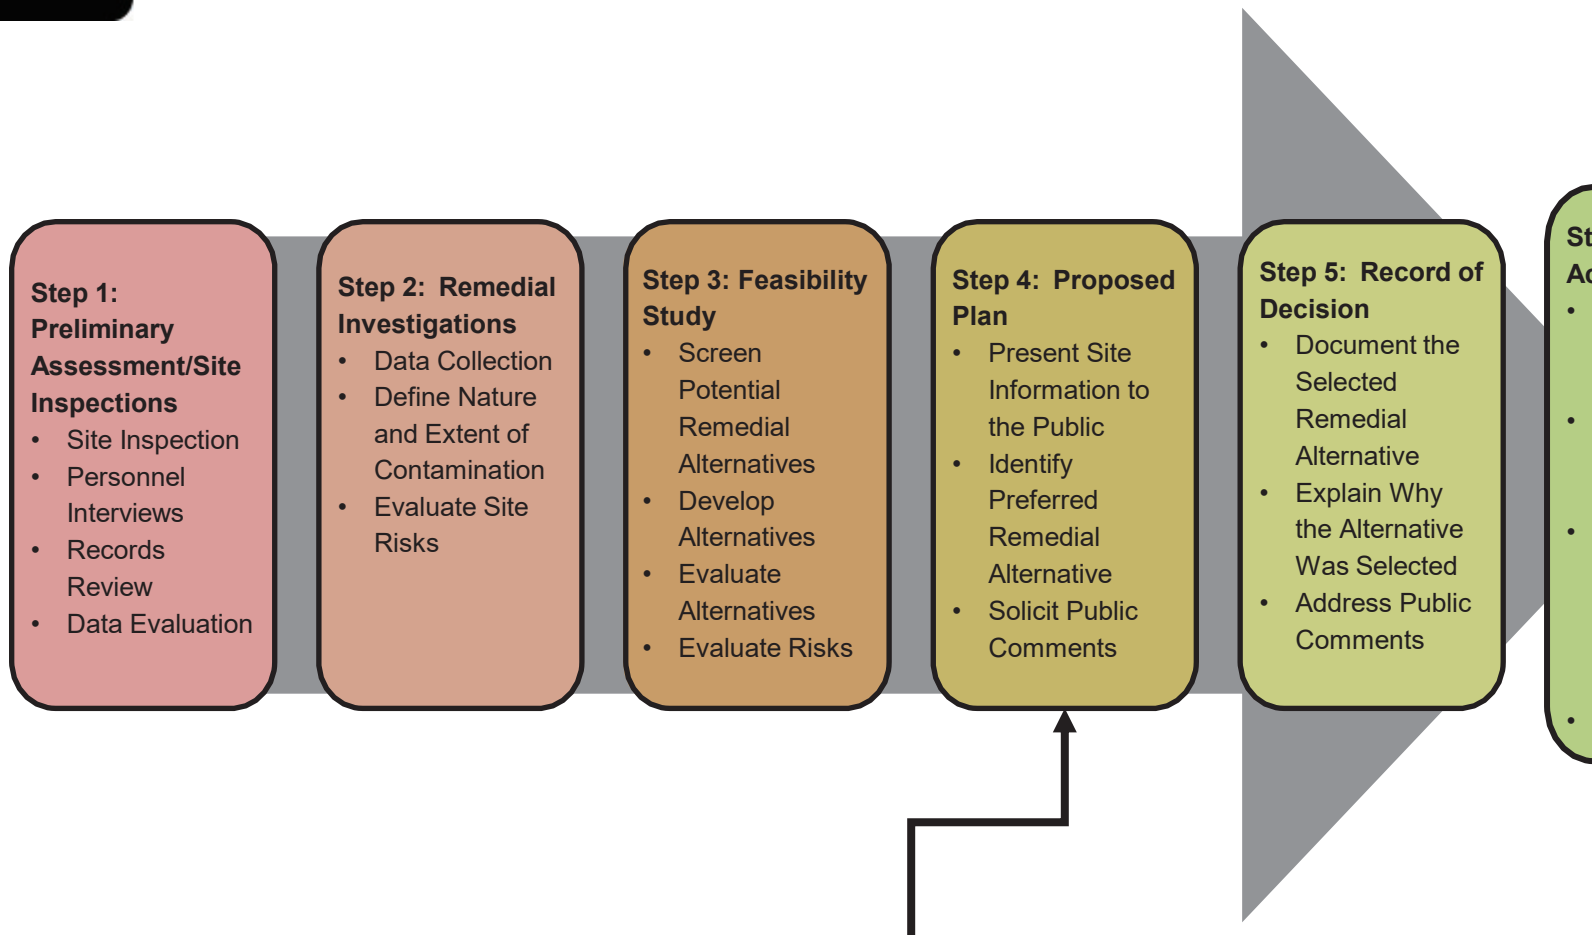 Step 1:
Preliminary
Assessment/Site
Inspections
• Site Inspection
• Personnel
Interviews
• Records
Review
• Data Evaluation
Step 2: Remedial
Investigations
• Data Collection
• Define Nature
and Extent of
Contamination
• Evaluate Site
Risks
Step 3: Feasibility
Study
• Screen
Potential
Remedial
Alternatives
• Develop
Alternatives
• Evaluate
Alternatives
• Evaluate Risks
Step 4: Proposed
Plan
• Present Site
Information to
the Public
• Identify
Preferred
Remedial
Alternative
• Solicit Public
Comments
Step 5: Record of
Decision
• Document the
Selected
Remedial
Alternative
• Explain Why
the Alternative
Was Selected
• Address Public
Comments